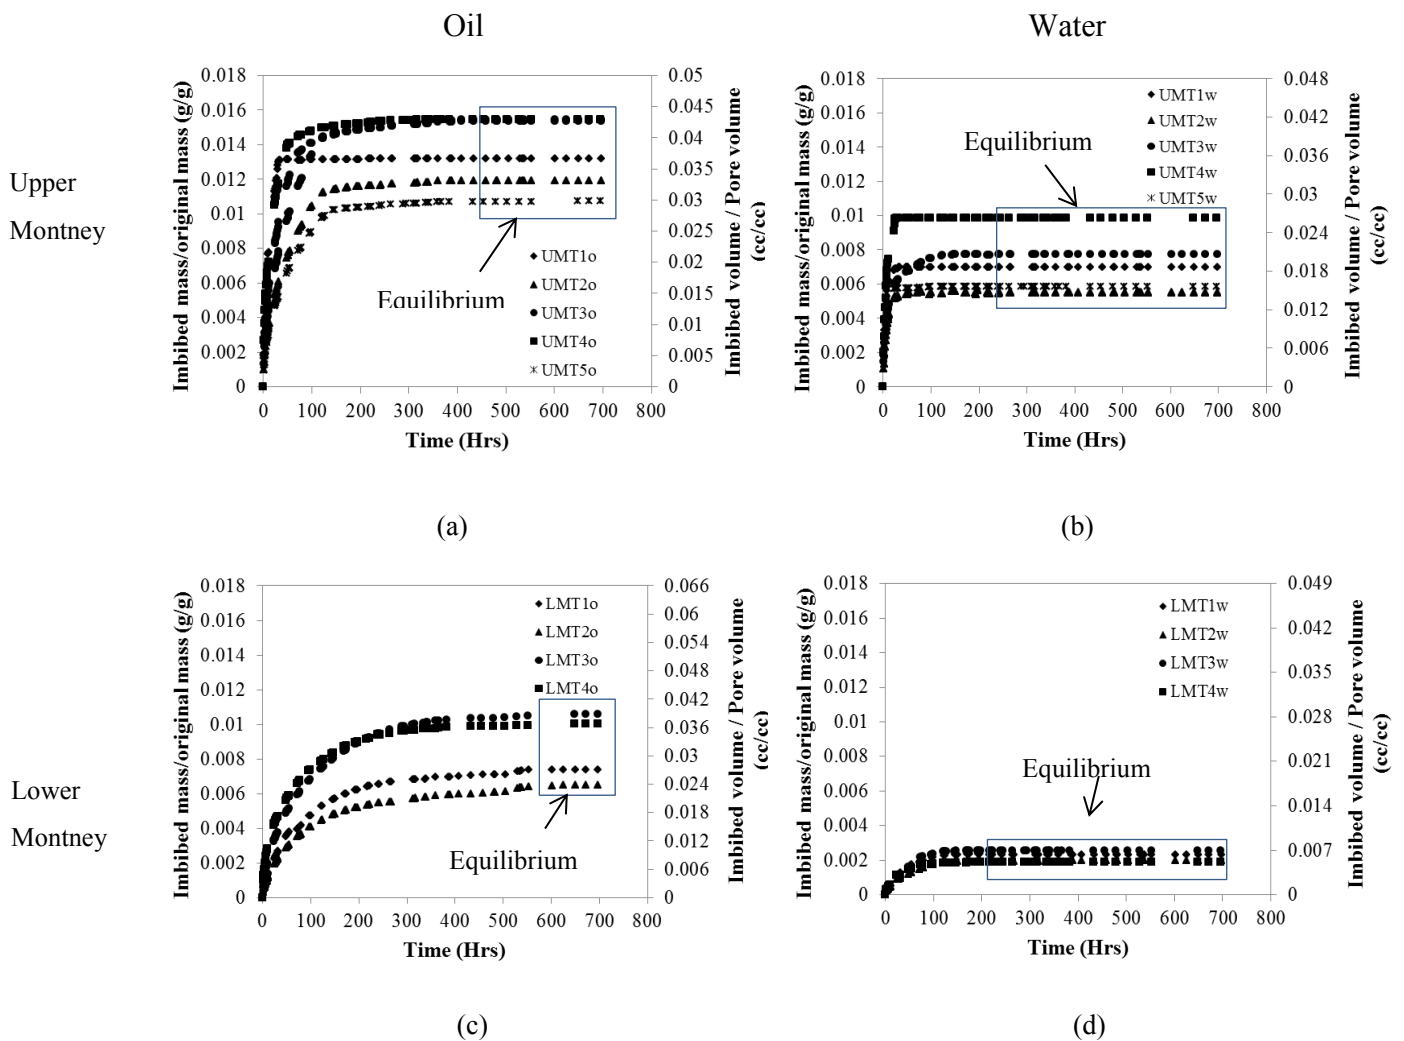 Oil
Water
Upper
Montney
Imbibed mass/original mass (g/g)
0.018
0.016
0.014
0.012
0.01
0.008
0.006
0.004
0.002
0
0 100 200 300 400 500 600 700 800
Time (Hrs)
0.05
0.045
0.04
0.035
0.03
0.025
0.02
0.015
0.01
0.005
0
Imbibed volume / Pore volume
(cc/cc)
Equilibrium
UMT1o
UMT2o
UMT3o
UMT4o
UMT5o
(a)
Imbibed mass/original mass (g/g)
0.018
0.016
0.014
0.012
0.01
0.008
0.006
0.004
0.002
0
0 100 200 300 400 500 600 700 800
Time (Hrs)
0.048
0.042
0.036
0.03
0.024
0.018
0.012
0.006
0
Imbibed volume / Pore volume
(cc/cc)
UMT1w
UMT2w
UMT3w
UMT4w
UMT5w
Equilibrium
(b)
Lower
Montney
Imbibed mass/original mass (g/g)
0.018
0.016
0.014
0.012
0.01
0.008
0.006
0.004
0.002
0
0 100 200 300 400 500 600 700 800
Time (Hrs)
0.066
0.06
0.054
0.048
0.042
0.036
0.03
0.024
0.018
0.012
0.006
0
Imbibed volume / Pore volume
(cc/cc)
LMT1o
LMT2o
LMT3o
LMT4o
Equilibrium
(c)
Imbibed mass/original mass (g/g)
0.018
0.016
0.014
0.012
0.01
0.008
0.006
0.004
0.002
0
0 100 200 300 400 500 600 700 800
Time (Hrs)
0.049
0.042
0.035
0.028
0.021
0.014
0.007
0
Imbibed volume / Pore volume
(cc/cc)
LMT1w
LMT2w
LMT3w
LMT4w
Equilibrium
(d)